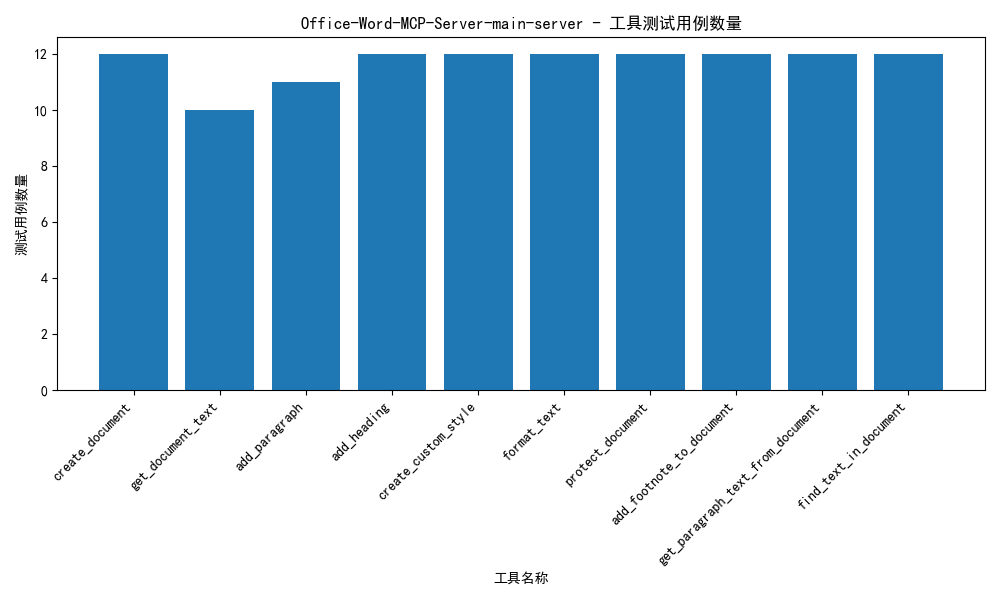 Office-Word-MCP-Server-main-server - 工具测试用例数量
测试用例数量
12
10
8
6
4
2
0
create_document
get_document_text
add_paragraph
add_heading
create_custom_style
format_text
protect_document
add_footnote_to_document
get_paragraph_text_from_document
find_text_in_document
工具名称